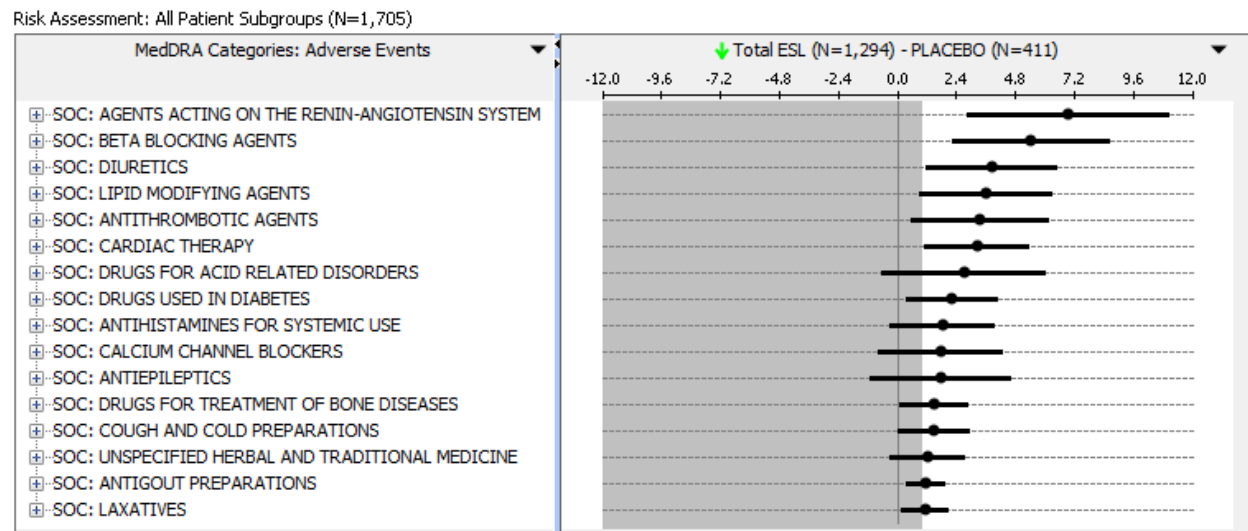 Risk Assessment: All Patient Subgroups (N=1,705)
MedDRA Categories: Adverse Events
Total ESL (N=1,294) - PLACEBO (N=411)
-12.0 -9.6 -7.2 -4.8 -2.4 0.0 2.4 4.8 7.2 9.6 12.0
SOC: AGENTS ACTING ON THE RENIN-ANGIOTENSIN SYSTEM
SOC: BETA BLOCKING AGENTS
SOC: DIURETICS
SOC: LIPID MODIFYING AGENTS
SOC: ANTITHROMBOTIC AGENTS
SOC: CARDIAC THERAPY
SOC: DRUGS FOR ACID RELATED DISORDERS
SOC: DRUGS USED IN DIABETES
SOC: ANTIHISTAMINES FOR SYSTEMIC USE
SOC: CALCIUM CHANNEL BLOCKERS
SOC: ANTIEPILEPTICS
SOC: DRUGS FOR TREATMENT OF BONE DISEASES
SOC: COUGH AND COLD PREPARATIONS
SOC: UNSPECIFIED HERBAL AND TRADITIONAL MEDICINE
SOC: ANTIGOUT PREPARATIONS
SOC: LAXATIVES